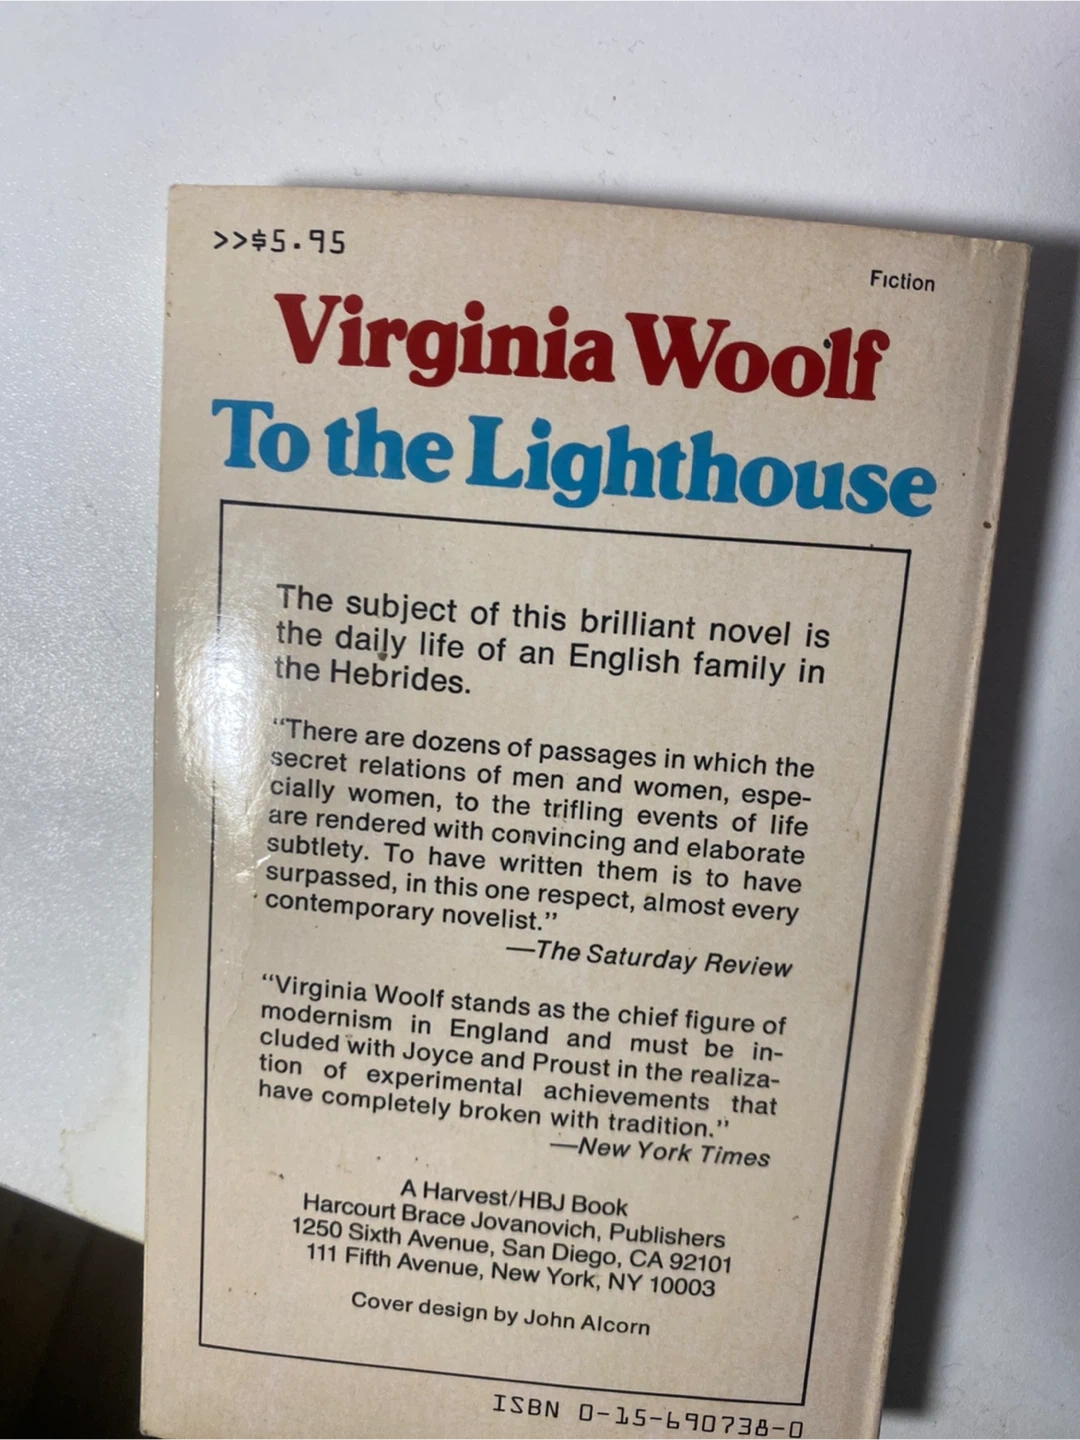 >>$5.95
Fiction
Virginia Woolf
To the Lighthouse
The subject of this brilliant novel is
the daily life of an English family in
the Hebrides.
“There are dozens of passages in which the
secret relations of men and women, espe-
cially women, to the trifling events of life
are rendered with convincing and elaborate
subtlety. To have written them is to have
surpassed, in this one respect, almost every
contemporary novelist.”
—The Saturday Review
“Virginia Woolf stands as the chief figure of
modernism in England and must be in-
cluded with Joyce and Proust in the realiza-
tion of experimental achievements that
have completely broken with tradition.”
—New York Times
A Harvest/HBJ Book
Harcourt Brace Jovanovich, Publishers
1250 Sixth Avenue, San Diego, CA 92101
111 Fifth Avenue, New York, NY 10003
Cover design by John Alcorn
ISBN 0-15-690738-0